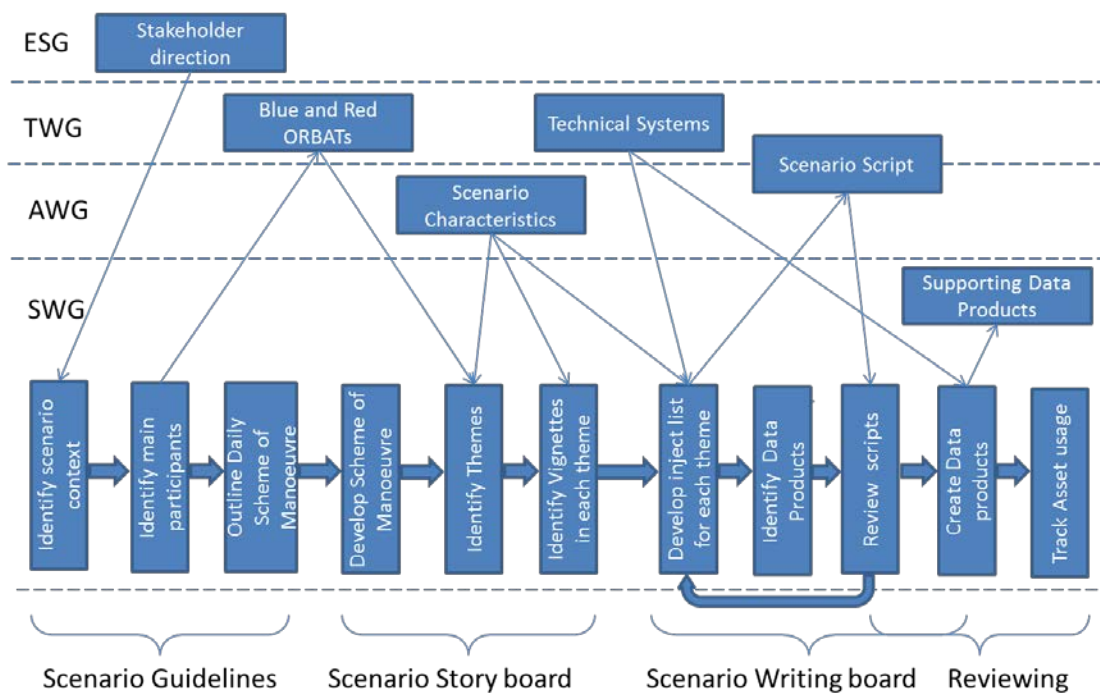 ESG
Stakeholder
direction
TWG
Blue and Red
ORBATs
Technical Systems
Scenario Script
AWG
Scenario
Characteristics
SWG
Supporting Data
Products
Identify scenario
context
Identify main
participants
Outline Daily
Scheme of
Manoeuvre
Develop Scheme of
Manoeuvre
Identify Themes
Identify Vignettes
in each theme
Develop inject list
for each theme
Identify Data
Products
Review scripts
Create Data
products
Track Asset usage
Scenario Guidelines
Scenario Story board
Scenario Writing board
Reviewing